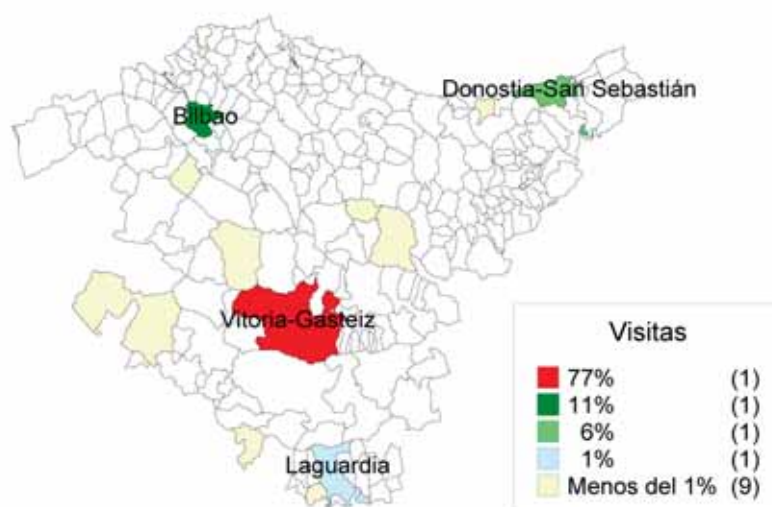 Donostia-San Sebastián
Bilbao
Vitoria-Gasteiz
Laguardia
Visitas
77% (1)
11% (1)
6% (1)
1% (1)
Menos del 1% (9)